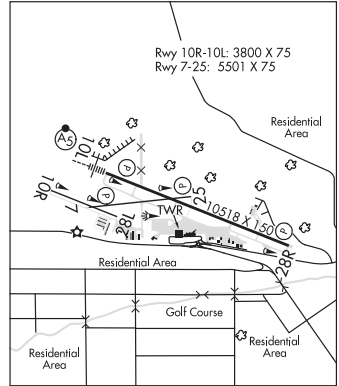 Rwy 10R-10L: 3800 X 75
Rwy 7-25: 5501 X 75
Residential
Area
A5
10L
P
10R
P
7
28L
25
P
10518 X 150
TWR
P
28R
Residential Area
Golf Course
Residential
Area
Residential
Area